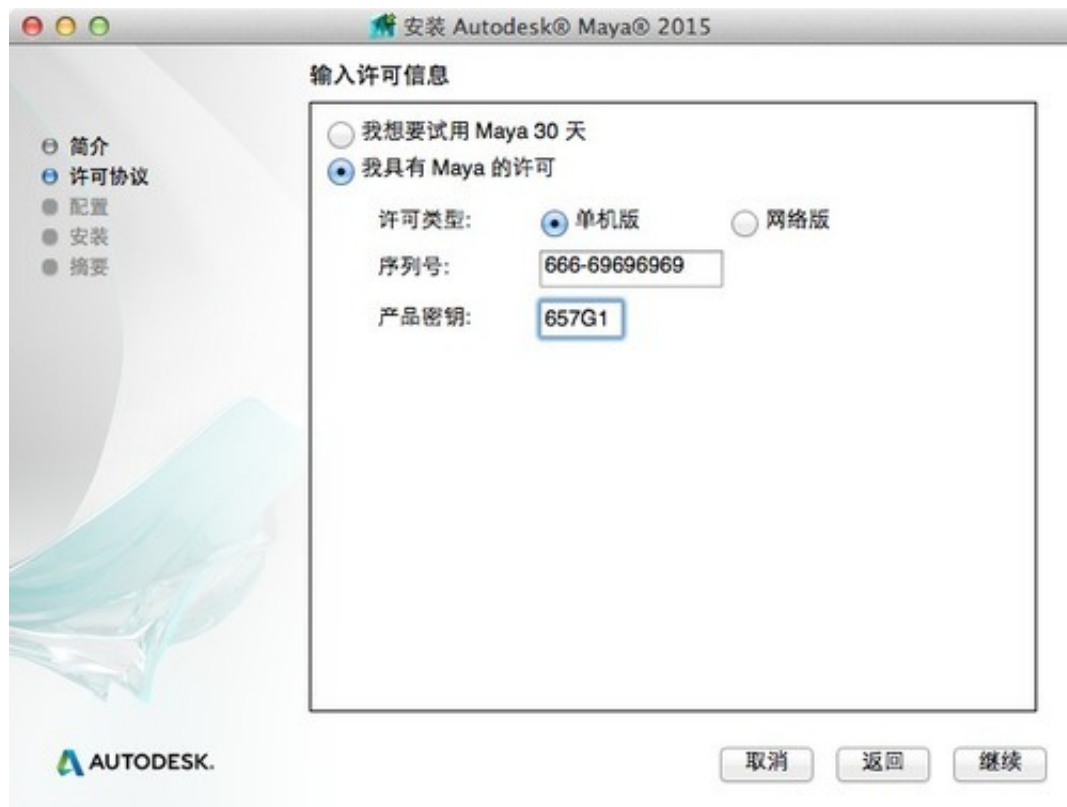 安装 Autodesk® Maya® 2015
输入许可信息
简介
许可协议
配置
安装
摘要
我想要试用 Maya 30 天
我具有 Maya 的许可
许可类型: 单机版 网络版
序列号: 666-69696969
产品密钥: 657G1
AUTODESK.
取消 返回 继续